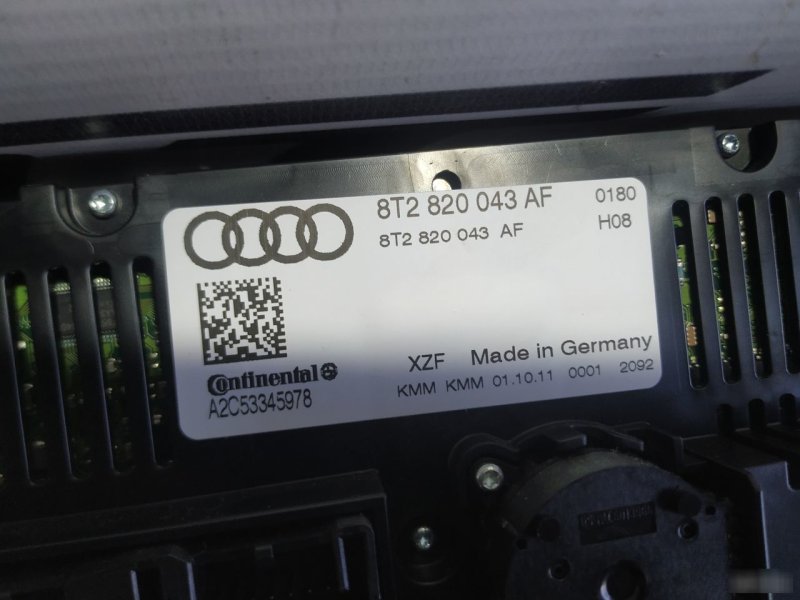 8T2 820 043 AF 0180
8T2 820 043 AF H08
Continental
A2C53345978
XZF Made in Germany
KMM KMM 01.10.11 0001 2092